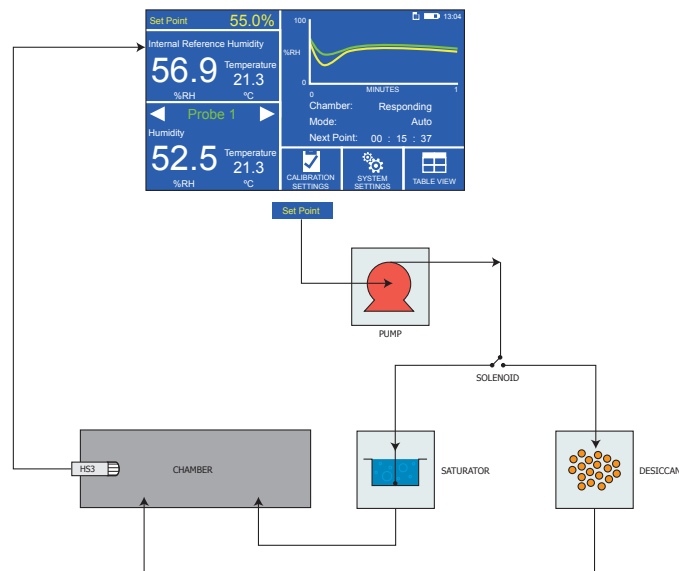 Set Point 55.0%
13:04
Internal Reference Humidity
56.9
%RH
Temperature
21.3
ºC
Probe 1
Humidity
52.5
%RH
Temperature
21.3
ºC
100
%RH
0
0 MINUTES 1
Chamber: Responding
Mode: Auto
Next Point: 00 : 15 : 37
CALIBRATION
SETTINGS
SYSTEM
SETTINGS
TABLE VIEW
Set Point
PUMP
SOLENOID
HS3
CHAMBER
SATURATOR
DESICCAN